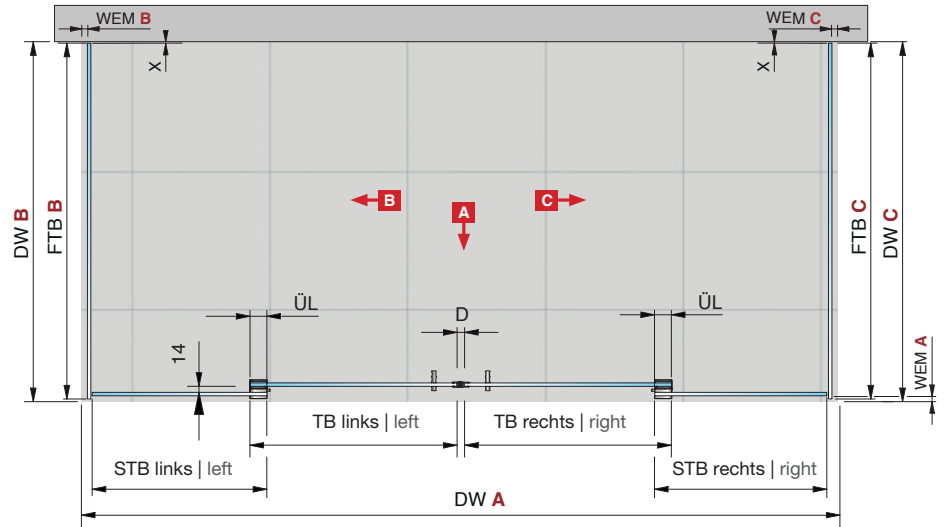 WEM B
WEM C
X
X
DW B
FTB B
B
A
C
FTB C
DW C
ÜL
D
ÜL
14
WEM A
TB links | left
TB rechts | right
STB links | left
STB rechts | right
DW A